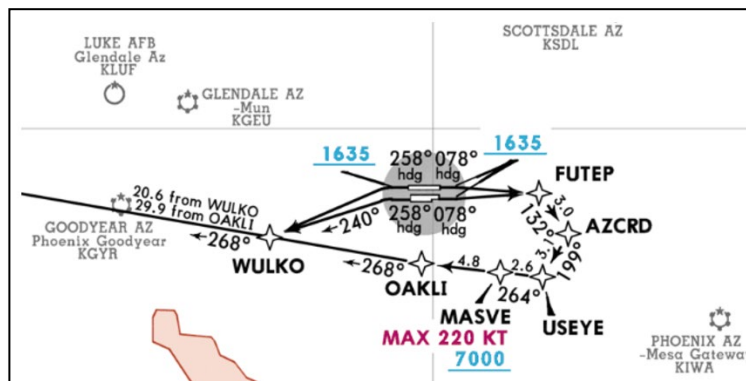 LUKE AFB
Glendale Az
KLUF
GLENDALE AZ
-Mun
KGEU
SCOTTSDALE AZ
KSDL
1635
258° 078°
hdg hdg
1635
FUTEP
3.0
132°
AZCRD
3.1
199°
258° 078°
hdg hdg
240°
20.6 from WULKO
29.9 from OAKLI
GOODYEAR AZ
Phoenix Goodyear
KGYR
268°
WULKO
268°
OAKLI
4.8
2.6
264°
MASVE
USEYE
MAX 220 KT
7000
PHOENIX AZ
-Mesa Gateway
KIWA